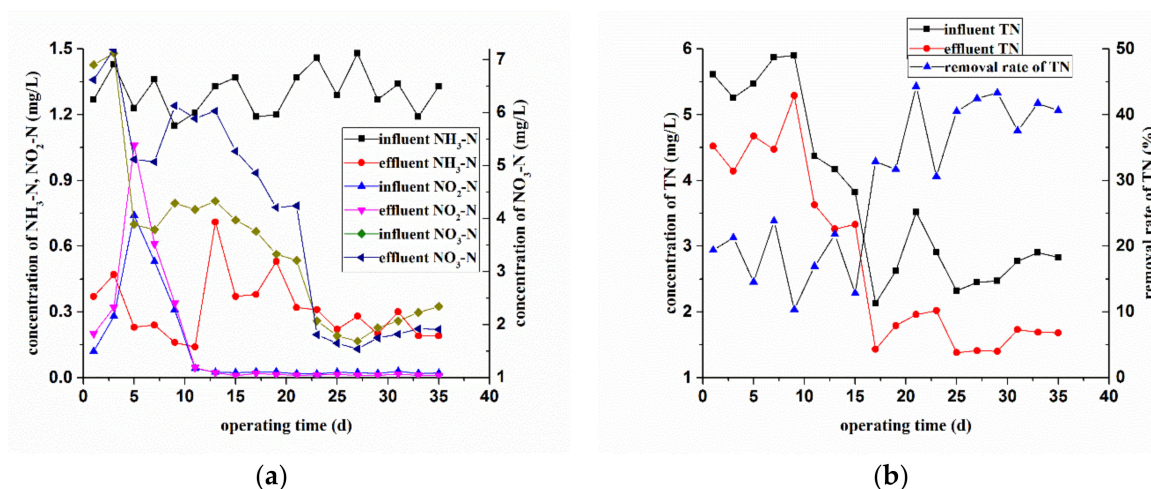 1.5
1.2
0.9
0.6
0.3
0.0
concentration of NH₃-N, NO₂-N (mg/L)
influent NH₃-N
effluent NH₃-N
influent NO₂-N
effluent NO₂-N
influent NO₃-N
effluent NO₃-N
7
6
5
4
3
2
1
concentration of NO₃-N (mg/L)
0 5 10 15 20 25 30 35 40
operating time (d)
(a)
influent TN
effluent TN
removal rate of TN
6
5
4
3
2
1
concentration of TN (mg/L)
50
40
30
20
10
0
removal rate of TN (%)
0 5 10 15 20 25 30 35 40
operating time (d)
(b)